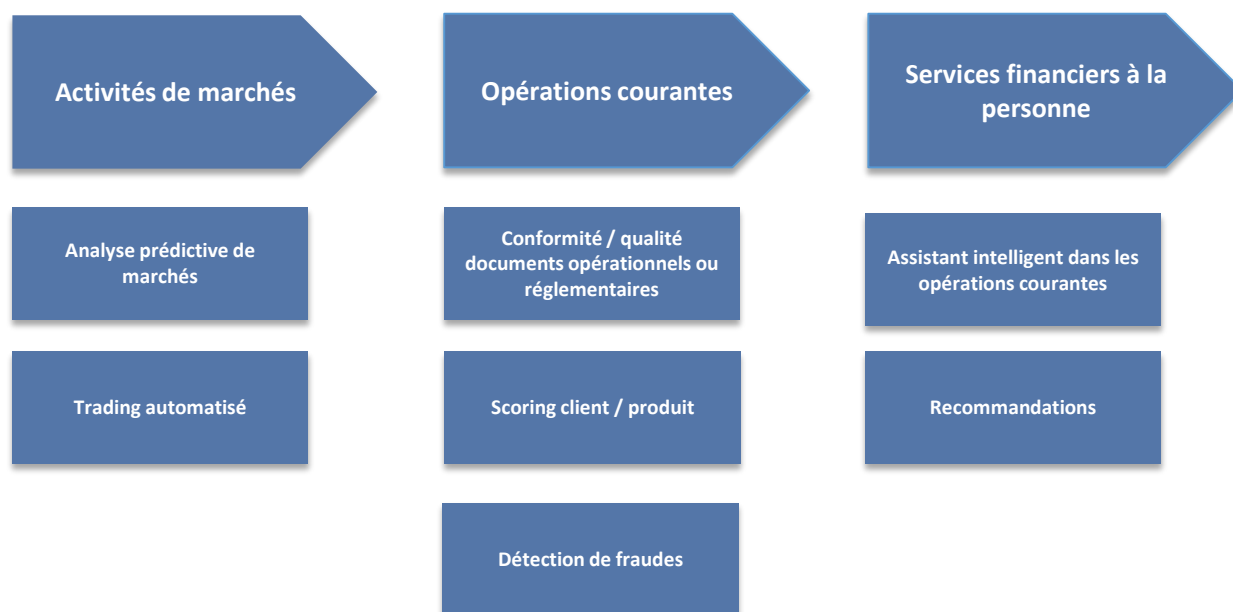 Activités de marchés
Opérations courantes
Services financiers à la
personne
Analyse prédictive de
marchés
Conformité / qualité
documents opérationnels ou
réglementaires
Assistant intelligent dans les
opérations courantes
Trading automatisé
Scoring client / produit
Recommandations
Détection de fraudes